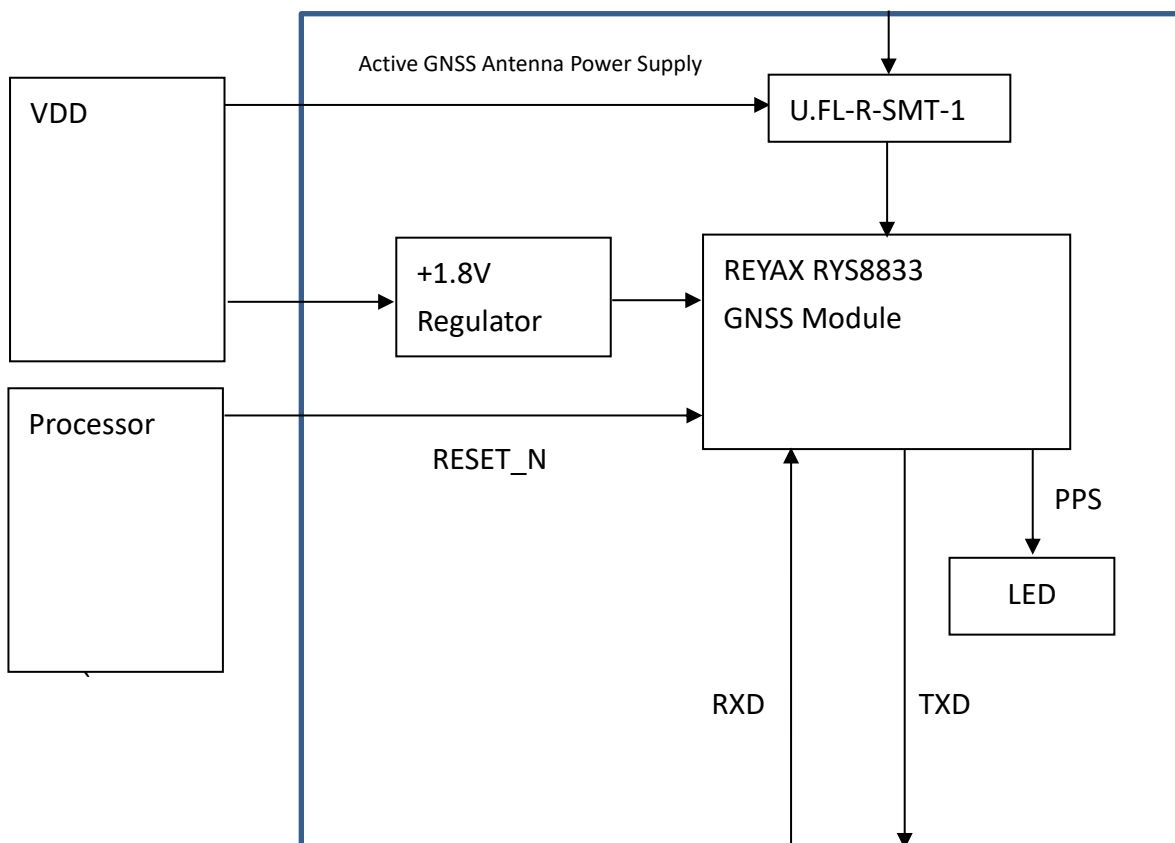 Active GNSS Antenna Power Supply
VDD
U.FL-R-SMT-1
+1.8V
Regulator
REYAX RYS8833
GNSS Module
Processor
RESET_N
PPS
LED
RXD
TXD